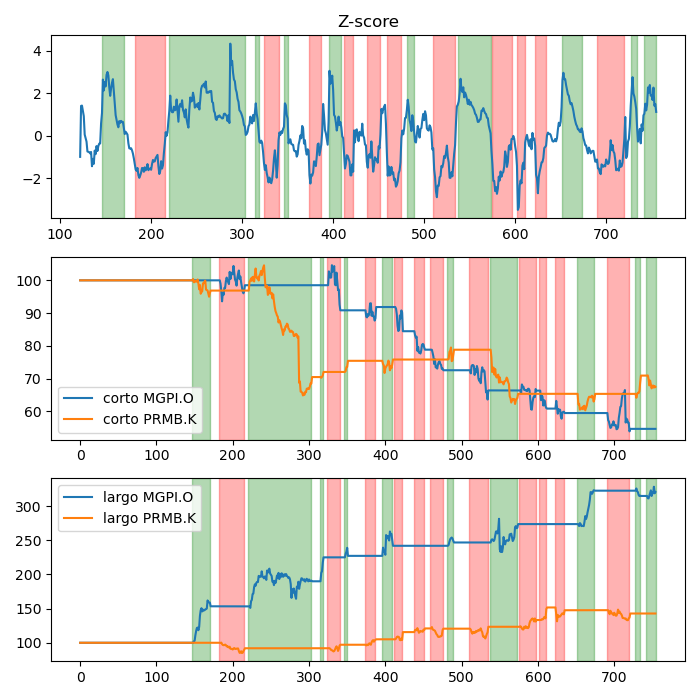 Z-score
4
2
0
−2
100 200 300 400 500 600 700
100
90
80
70
60
corto MGPI.O
corto PRMB.K
0 100 200 300 400 500 600 700
300
250
200
150
100
largo MGPI.O
largo PRMB.K
0 100 200 300 400 500 600 700